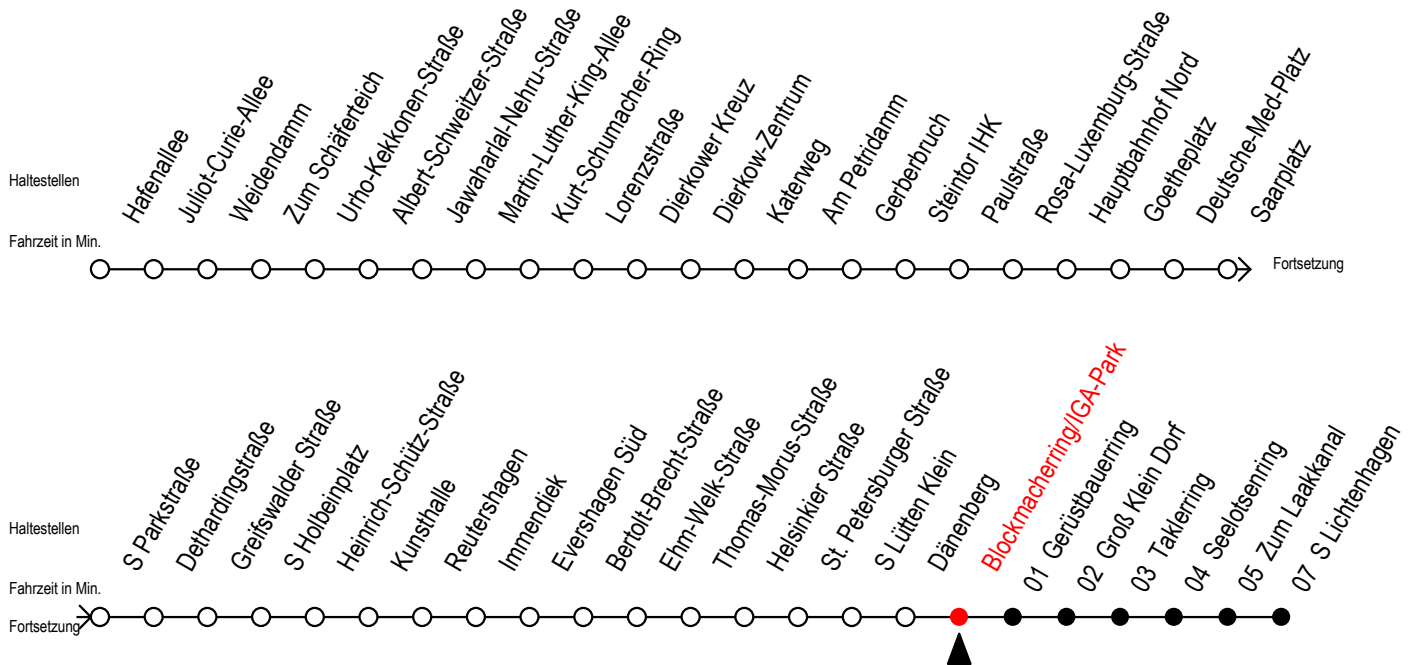 Haltestellen
Hafenallee
Juliot-Curie-Allee
Weidendamm
Zum Schäferteich
Urho-Kekkonen-Straße
Albert-Schweitzer-Straße
Jawaharlal-Nehru-Straße
Martin-Luther-King-Allee
Kurt-Schumacher-Ring
Lorenzstraße
Dierkower Kreuz
Dierkow-Zentrum
Katerweg
Am Petridamm
Gerberbruch
Steintor IHK
Paulstraße
Rosa-Luxemburg-Straße
Hauptbahnhof Nord
Goetheplatz
Deutsche-Med-Platz
Saarplatz
Fahrzeit in Min.
Fortsetzung
Haltestellen
S Parkstraße
Dethardingstraße
Greifswalder Straße
S Holbeinplatz
Heinrich-Schütz-Straße
Kunsthalle
Reutershagen
Immendiek
Evershagen Süd
Bertolt-Brecht-Straße
Ehm-Welk-Straße
Thomas-Morus-Straße
Helsinkier Straße
St. Petersburger Straße
S Lütten Klein
Dänenberg
Blockmacherring/IGA-Park
01 Gerüstbauerring
02 Groß Klein Dorf
03 Taklerring
04 Seelotsenring
05 Zum Laakkanal
07 S Lichtenhagen
Fahrzeit in Min.
Fortsetzung